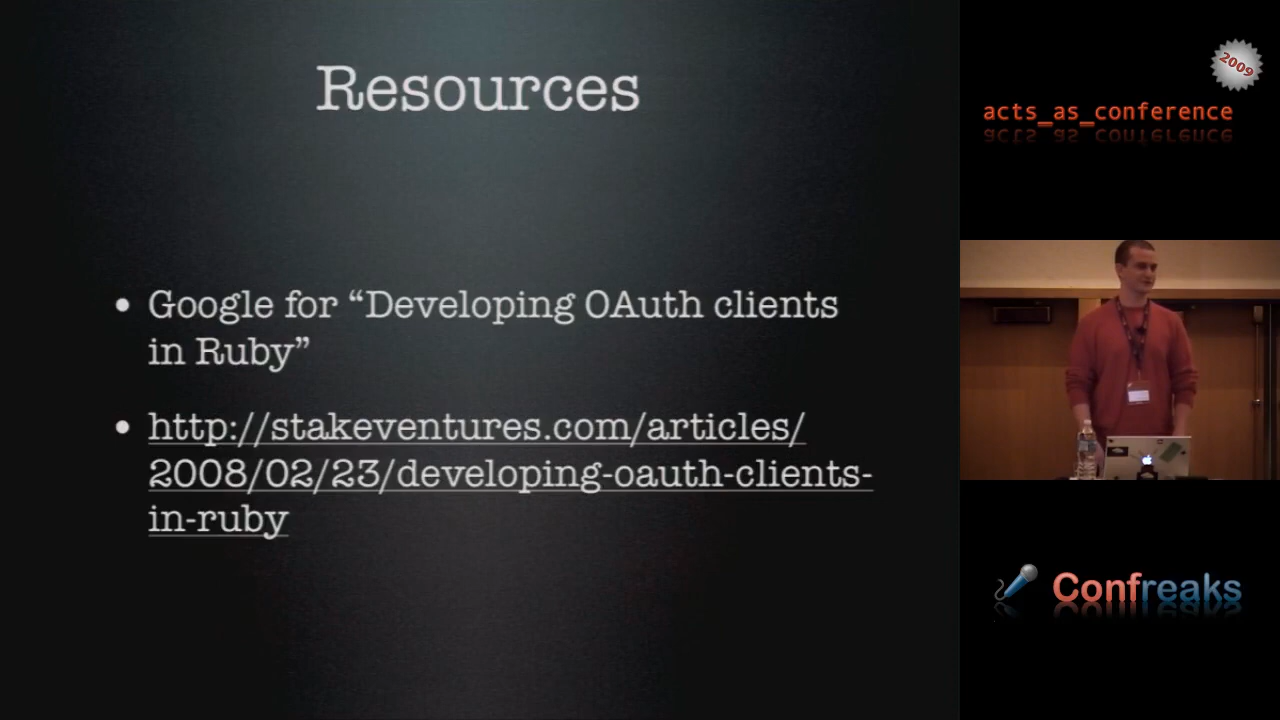 Resources
• Google for “Developing OAuth clients
in Ruby”
• http://stakeventures.com/articles/
2008/02/23/developing-oauth-clients-
in-ruby
2009
acts_as_conference
Confreaks